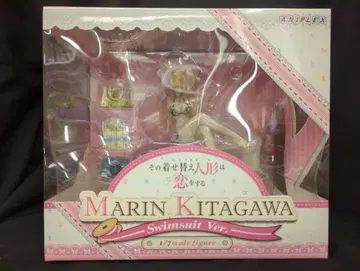 ANIPLEX
その着せ替え人形は
恋をする
MARIN KITAGAWA
Swimsuit Ver.
1/7 scale figure